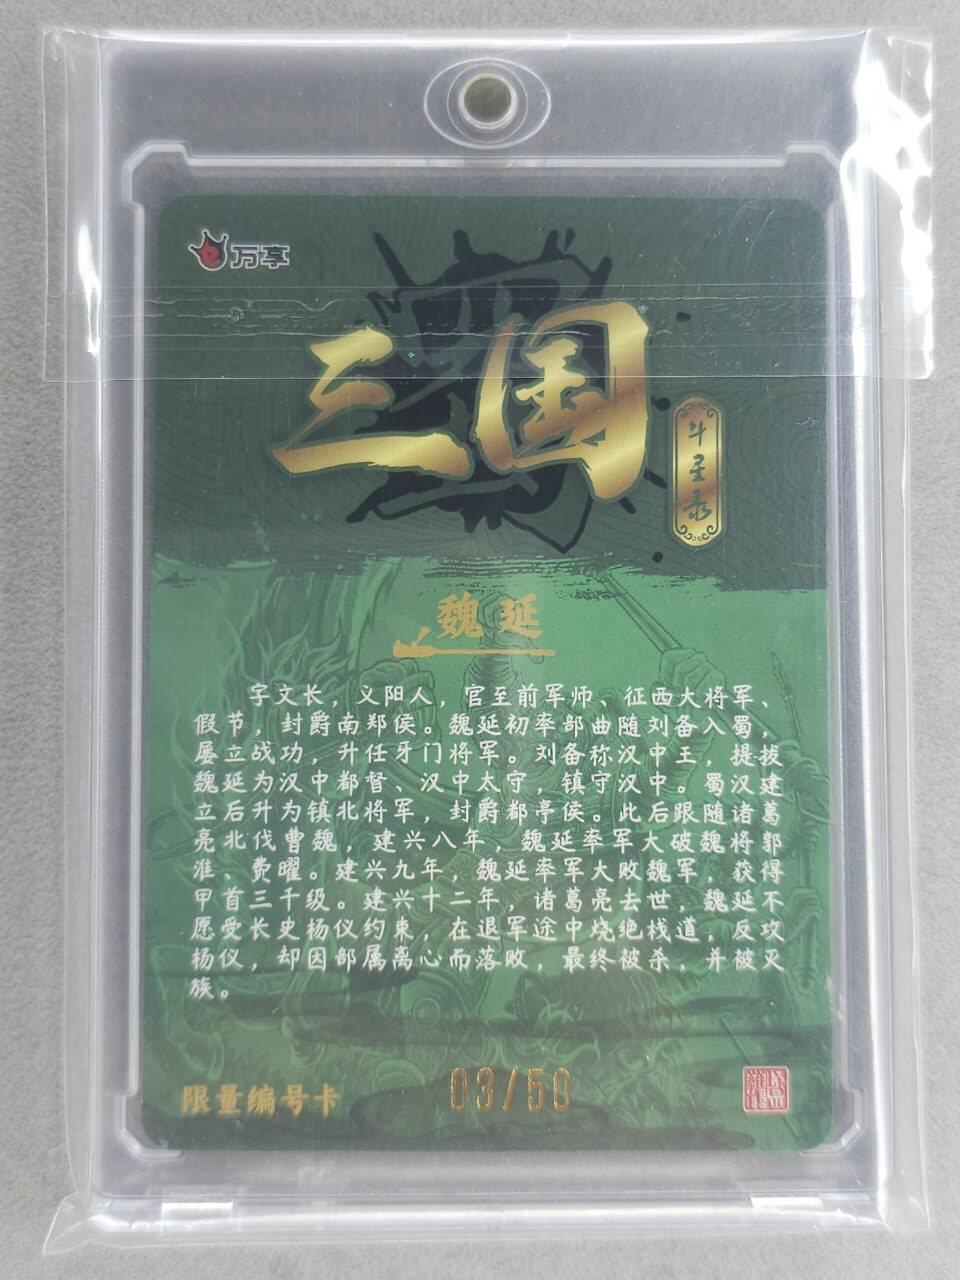 万享
三国
斗王录
魏延
字文长，义阳人，官至前军师、征西大将军、
假节，封爵南郑侯。魏延初率部曲随刘备入蜀，
屡立战功，升任牙门将军。刘备称汉中王，提拔
魏延为汉中都督、汉中太守，镇守汉中。蜀汉建
立后升为镇北将军，封爵都亭侯。此后跟随诸葛
亮北伐曹魏，建兴八年，魏延率军大破魏将郭
淮、费曜。建兴九年，魏延率军大败魏军，获得
甲首三千级。建兴十二年，诸葛亮去世，魏延不
愿受长史杨仪约束，在退军途中烧绝栈道，反攻
杨仪，却因部属离心而落败，最终被杀，并被灭
族。
限量编号卡
03/50